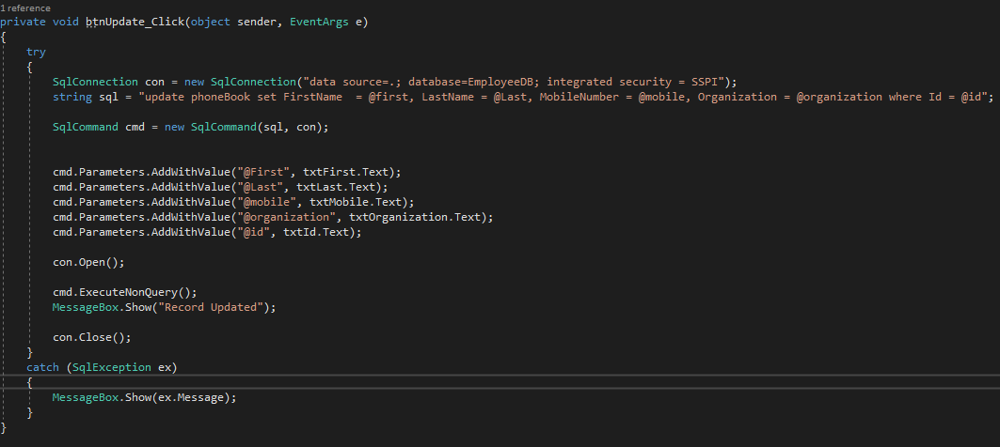 1 reference
private void btnUpdate_Click(object sender, EventArgs e)
{
try
{
SqlConnection con = new SqlConnection("data source=.; database=EmployeeDB; integrated security = SSPI");
string sql = "update phoneBook set FirstName  = @first, LastName = @Last, MobileNumber = @mobile, Organization = @organization where Id = @id";
SqlCommand cmd = new SqlCommand(sql, con);
cmd.Parameters.AddWithValue("@First", txtFirst.Text);
cmd.Parameters.AddWithValue("@Last", txtLast.Text);
cmd.Parameters.AddWithValue("@mobile", txtMobile.Text);
cmd.Parameters.AddWithValue("@organization", txtOrganization.Text);
cmd.Parameters.AddWithValue("@id", txtId.Text);
con.Open();
cmd.ExecuteNonQuery();
MessageBox.Show("Record Updated");
con.Close();
}
catch (SqlException ex)
{
MessageBox.Show(ex.Message);
}
}